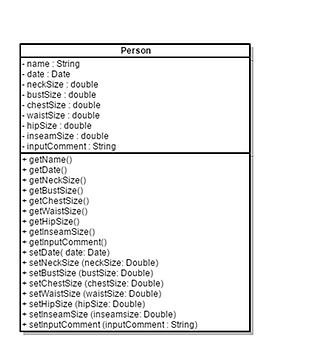 Person
- name : String
- date : Date
- neckSize : double
- bustSize : double
- chestSize : double
- waistSize : double
- hipSize : double
- inseamSize : double
- inputComment : String
+ getName()
+ getDate()
+ getNeckSize()
+ getBustSize()
+ getChestSize()
+ getWaistSize()
+ getHipSize()
+ getInseamSize()
+ getInputComment()
+ setDate( date: Date)
+ setNeckSize (neckSize: Double)
+ setBustSize (bustSize: Double)
+ setChestSize (chestSize: Double)
+ setWaistSize (waistSize: Double)
+ setHipSize (hipSize: Double)
+ setInseamSize (inseamsize: Double)
+ setInputComment (inputComment : String)